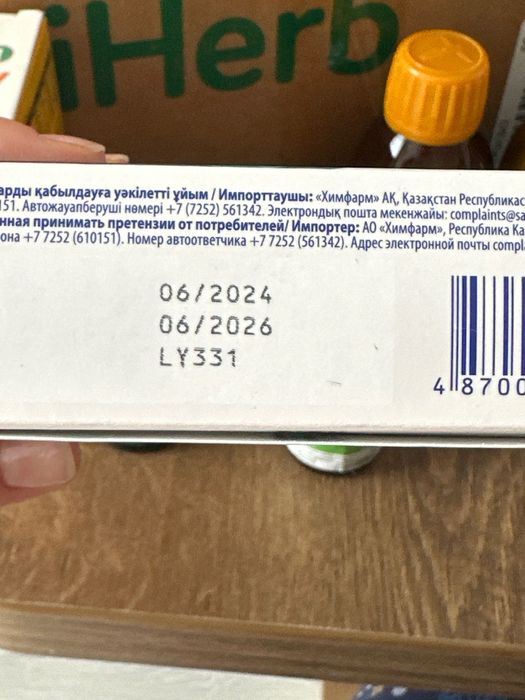 iHerb
арды қабылдауға уәкілетті ұйым / Импорттаушы: «Химфарм» АҚ, Қазақстан Республикас
151. Автожауапберуші нөмері +7 (7252) 561342. Электрондық пошта мекенжайы: complaints@sa
нная принимать претензии от потребителей/ Импортер: АО «Химфарм», Республика Ка
она +7 7252 (610151). Номер автоответчика +7 7252 (561342). Адрес электронной почты compl
06/2024
06/2026
LY331
4 8700